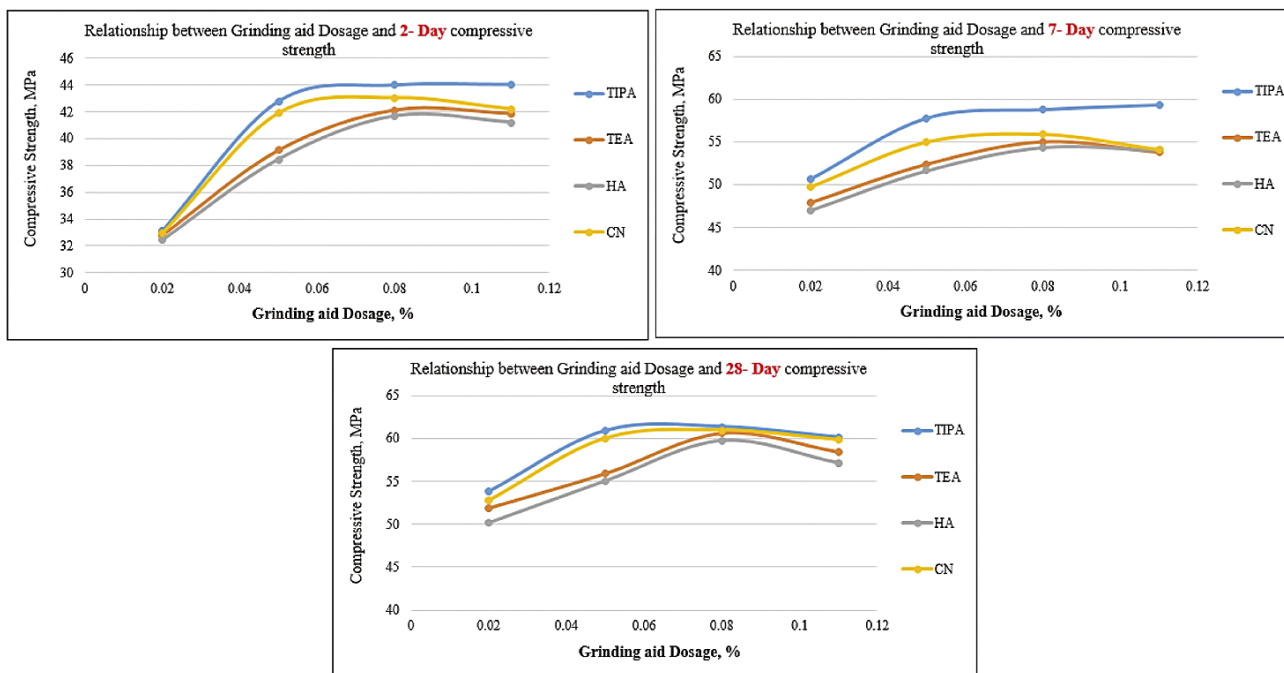 Relationship between Grinding aid Dosage and 2- Day compressive
strength
Compressive Strength, MPa
46
44
42
40
38
36
34
32
30
0
0.02
0.04
0.06
0.08
0.1
0.12
Grinding aid Dosage, %
TIPA
TEA
HA
CN
Relationship between Grinding aid Dosage and 7- Day compressive
strength
Compressive Strength, MPa
65
60
55
50
45
40
0
0.02
0.04
0.06
0.08
0.1
0.12
Grinding aid Dosage, %
TIPA
TEA
HA
CN
Relationship between Grinding aid Dosage and 28- Day compressive
strength
Compressive Strength, MPa
65
60
55
50
45
40
0
0.02
0.04
0.06
0.08
0.1
0.12
Grinding aid Dosage, %
TIPA
TEA
HA
CN